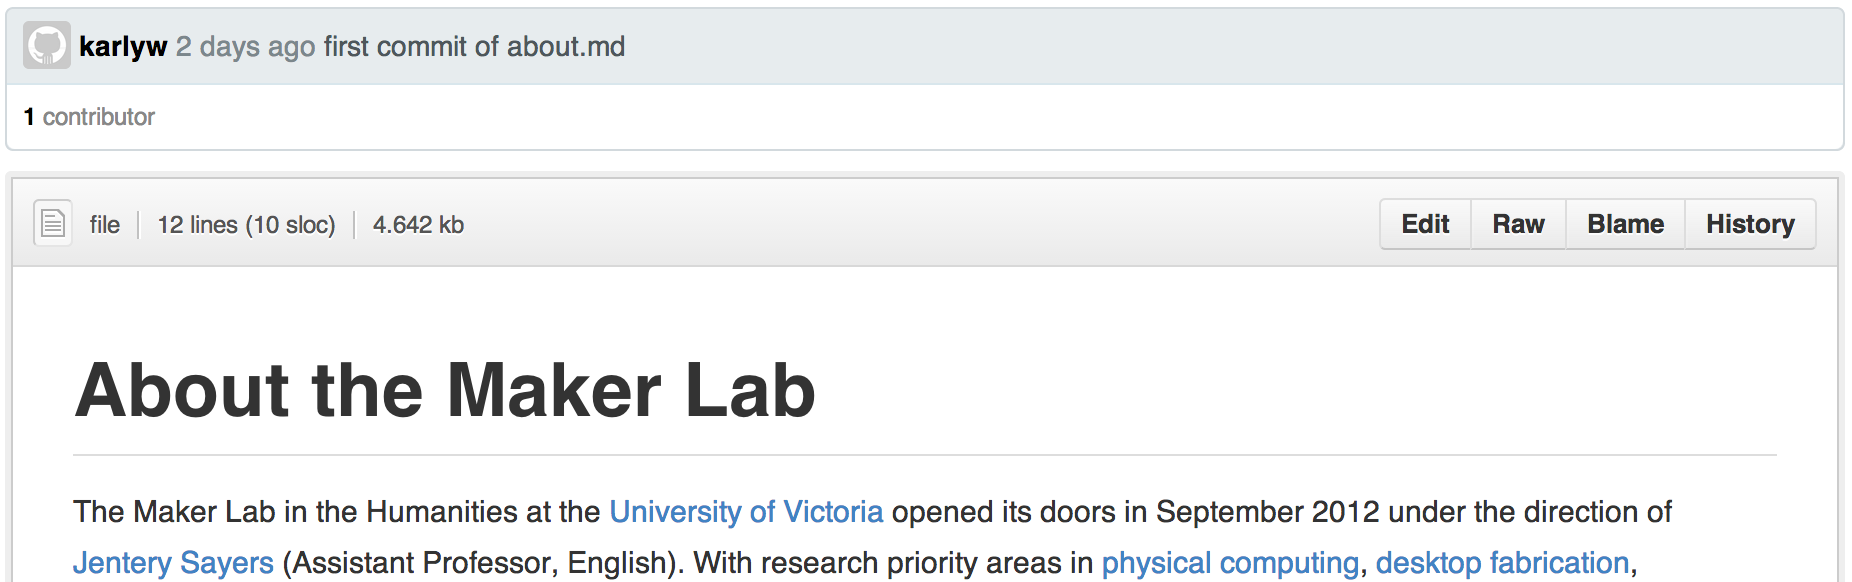 karlyw 2 days ago first commit of about.md
1 contributor
file 12 lines (10 sloc) 4.642 kb Edit Raw Blame History
About the Maker Lab
The Maker Lab in the Humanities at the University of Victoria opened its doors in September 2012 under the direction of
Jentery Sayers (Assistant Professor, English). With research priority areas in physical computing, desktop fabrication,